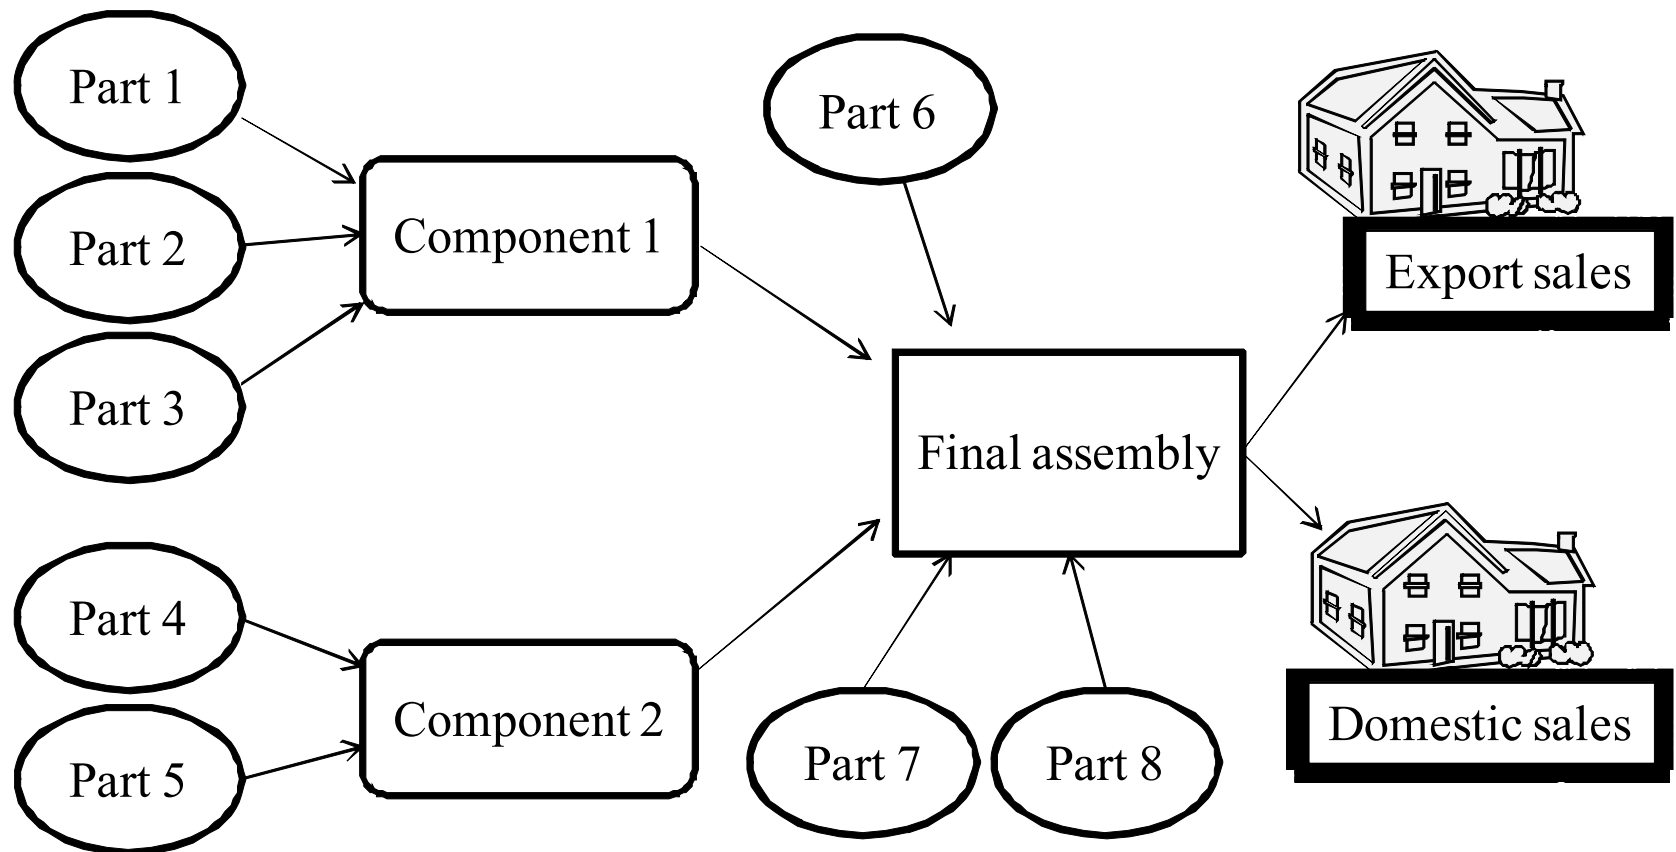 Part 1
Part 2
Part 3
Component 1
Part 4
Part 5
Component 2
Part 6
Final assembly
Part 7
Part 8
Export sales
Domestic sales